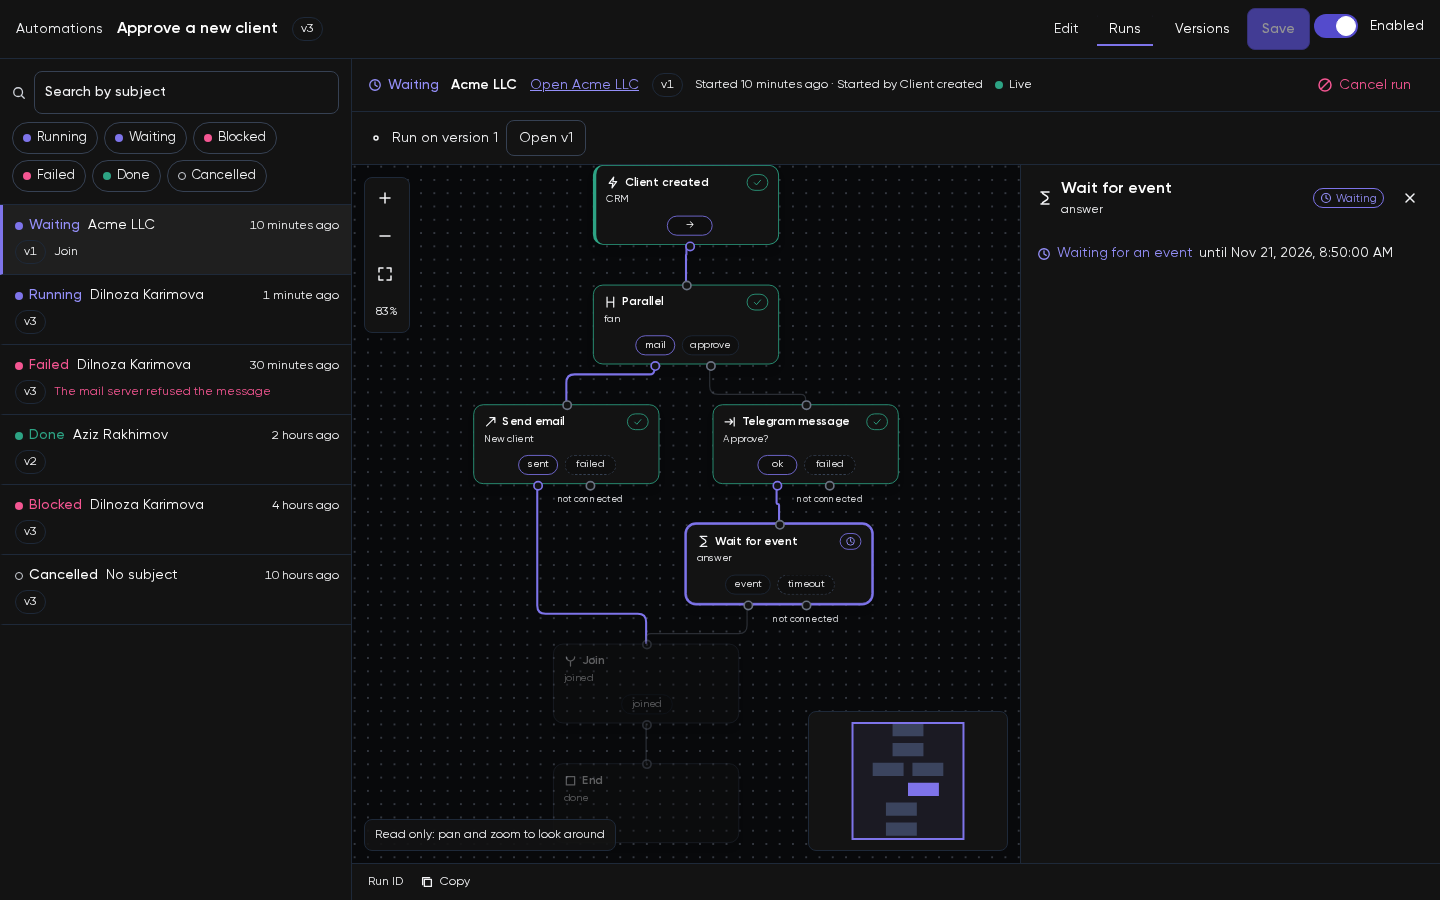 Automations Approve a new client v3
Edit Runs Versions Save Enabled
Search by subject
Running Waiting Blocked
Failed Done Cancelled
Waiting Acme LLC 10 minutes ago
v1 Join
Running Dilnoza Karimova 1 minute ago
v3
Failed Dilnoza Karimova 30 minutes ago
v3 The mail server refused the message
Done Aziz Rakhimov 2 hours ago
v2
Blocked Dilnoza Karimova 4 hours ago
v3
Cancelled No subject 10 hours ago
v3
Waiting Acme LLC Open Acme LLC v1 Started 10 minutes ago · Started by Client created Live Cancel run
Run on version 1 Open v1
83%
Client created
CRM
Parallel
fan
mail approve
Send email
New client
sent failed
not connected
Telegram message
Approve?
ok failed
not connected
Wait for event
answer
event timeout
not connected
Join
joined
joined
End
done
Read only: pan and zoom to look around
Wait for event
answer
Waiting
Waiting for an event until Nov 21, 2026, 8:50:00 AM
Run ID Copy